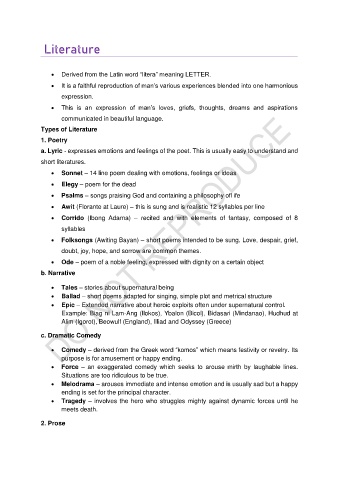 Literature
• Derived from the Latin word "litera" meaning LETTER.
• It is a faithful reproduction of man's various experiences blended into one harmonious
expression.
• This is an expression of man's loves, griefs, thoughts, dreams and aspirations
communicated in beautiful language.
Types of Literature
1. Poetry
a. Lyric - expresses emotions and feelings of the poet. This is usually easy to understand and
short literatures.
• Sonnet – 14 line poem dealing with emotions, feelings or ideas
• Elegy – poem for the dead
• Psalms – songs praising God and containing a philosophy of life
• Awit (Florante at Laure) – this is sung and is realistic 12 syllables per line
• Corrido (Ibong Adarna) – recited and with elements of fantasy, composed of 8
syllables
• Folksongs (Awiting Bayan) – short poems intended to be sung. Love, despair, grief,
doubt, joy, hope, and sorrow are common themes.
• Ode – poem of a noble feeling, expressed with dignity on a certain object
b. Narrative
• Tales – stories about supernatural being
• Ballad – short poems adapted for singing, simple plot and metrical structure
• Epic – Extended narrative about heroic exploits often under supernatural control.
Example: Biag ni Lam-Ang (Ilokos), Ybalon (Bicol), Bidasari (Mindanao), Hudhud at
Alim (Igorot), Beowulf (England), Illiad and Odyssey (Greece)
c. Dramatic Comedy
• Comedy – derived from the Greek word "komos" which means festivity or revelry. Its
purpose is for amusement or happy ending.
• Force – an exaggerated comedy which seeks to arouse mirth by laughable lines.
Situations are too ridiculous to be true.
• Melodrama – arouses immediate and intense emotion and is usually sad but a happy
ending is set for the principal character.
• Tragedy – involves the hero who struggles mighty against dynamic forces until he
meets death.
2. Prose
DO NOT REPRODUCE